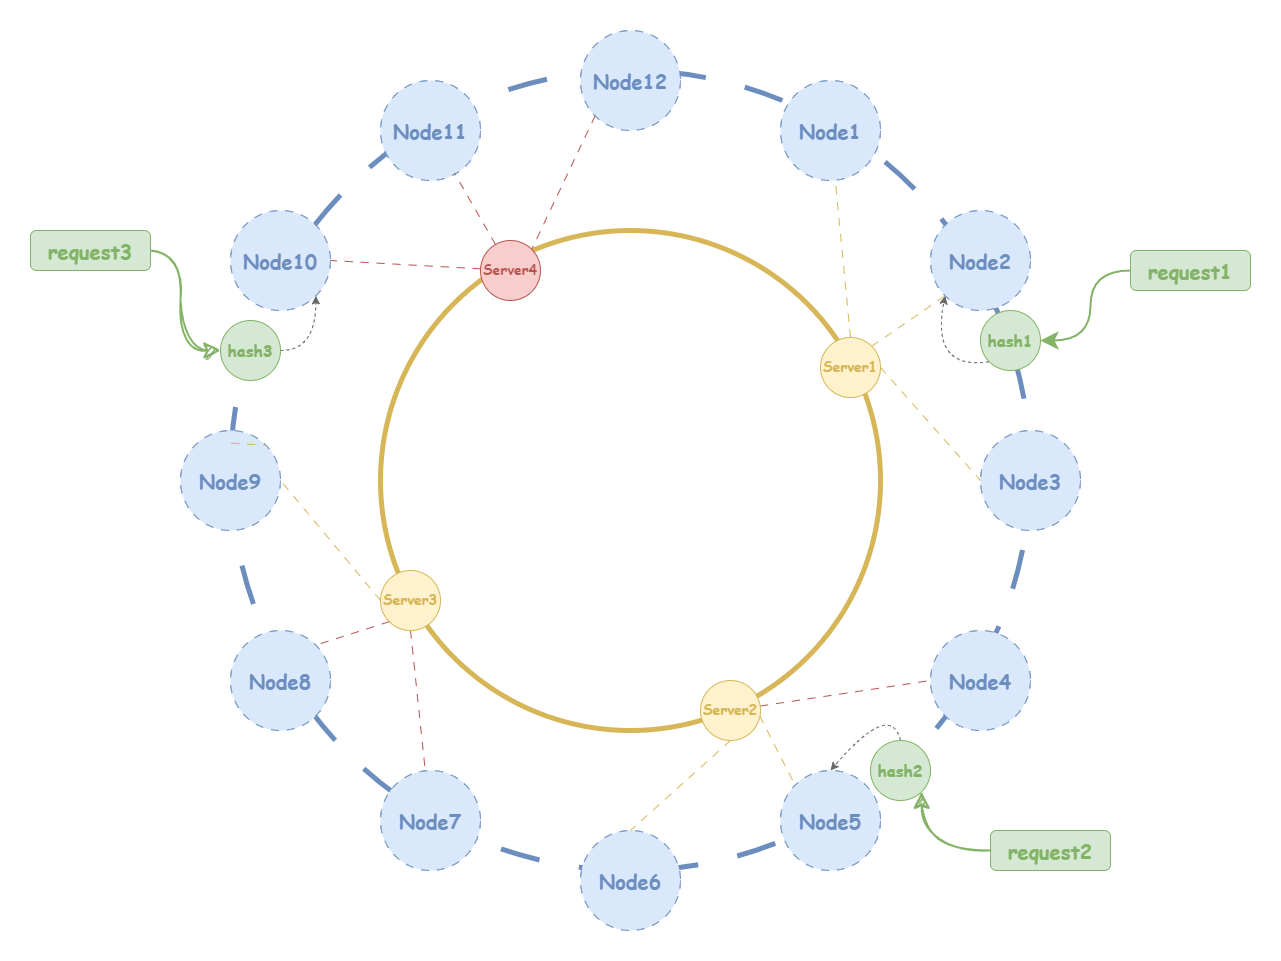 Node12
Node11
Node1
request3
Node10
Server4
Node2
request1
hash3
hash1
Server1
Node9
Node3
Server3
Node8
Node4
Server2
hash2
Node7
Node5
request2
Node6